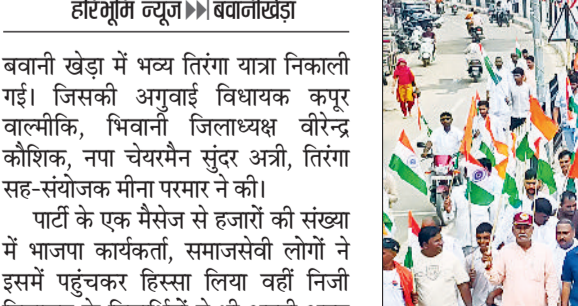 हरिभूमि न्यूज ▶▶| बवानीखेड़ा
बवानी खेड़ा में भव्य तिरंगा यात्रा निकाली
गई। जिसकी अगुवाई विधायक कपूर
वाल्मीकि, भिवानी जिलाध्यक्ष वीरेन्द्र
कौशिक, नपा चेयरमैन सुंदर अत्री, तिरंगा
सह-संयोजक मीना परमार ने की।
पार्टी के एक मैसेज से हजारों की संख्या
में भाजपा कार्यकर्ता, समाजसेवी लोगों ने
इसमें पहुंचकर हिस्सा लिया वहीं निजी